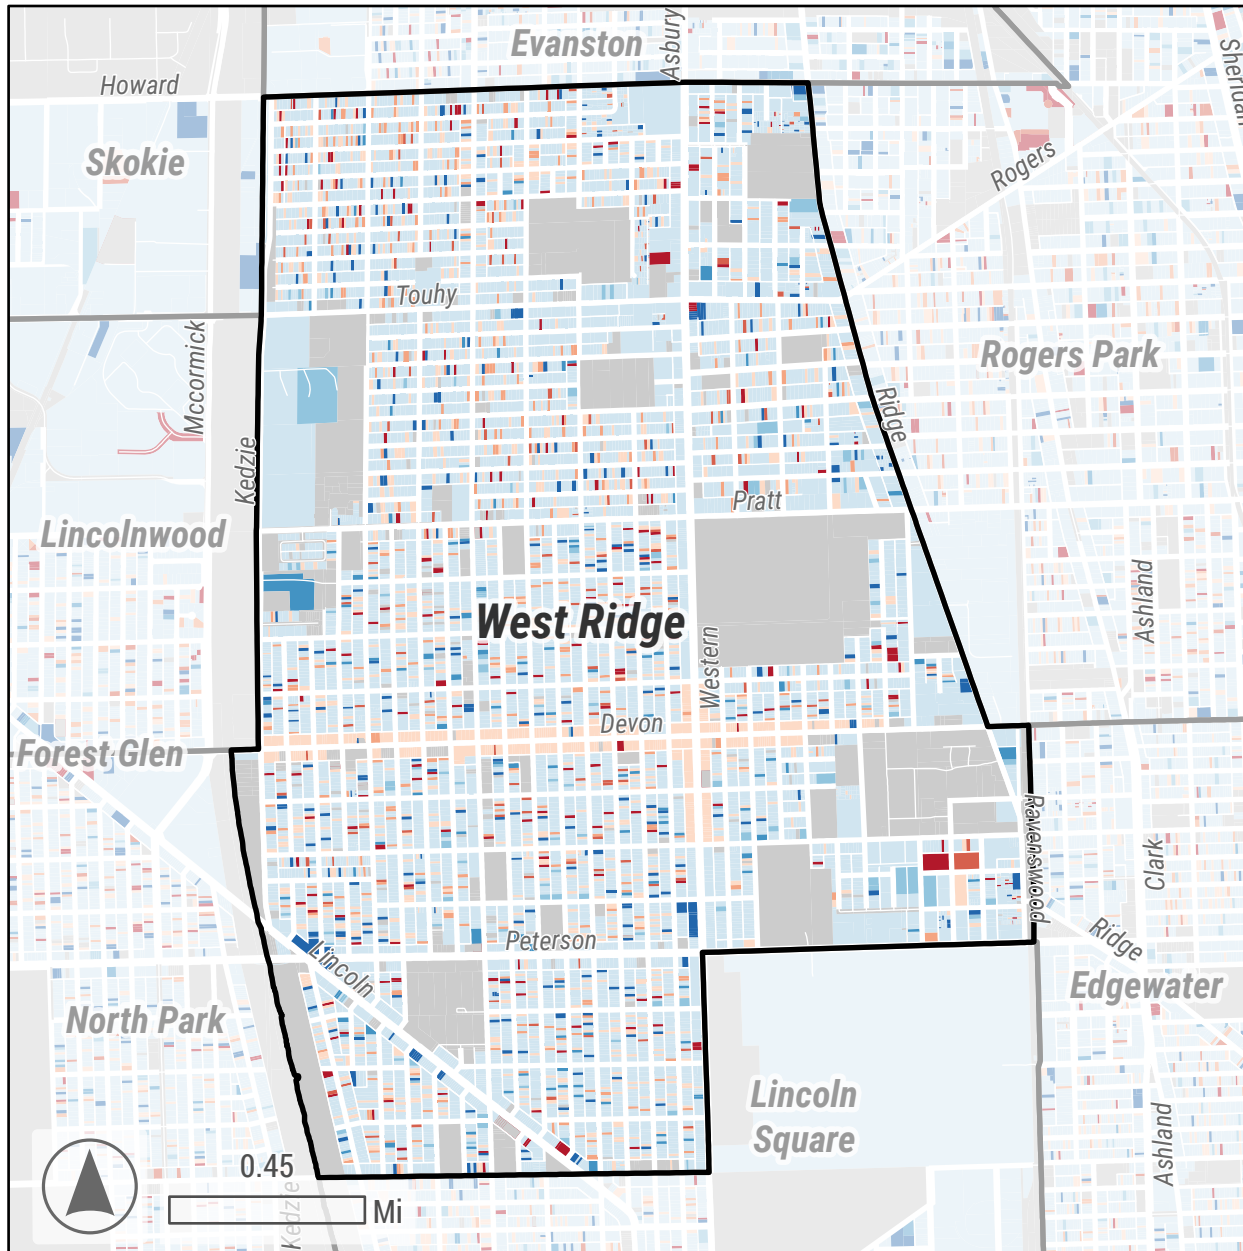 Evanston
Asbury
Sheridan
Howard
Skokie
Rogers
Touhy
Mccormick
Rogers Park
Ridge
Kedzie
Pratt
Lincolnwood
Ashland
West Ridge
Western
Devon
Forest Glen
Ravenswood
Clark
Peterson
Lincoln
Ridge
Edgewater
North Park
Lincoln
Square
Ashland
0.45
Mi
Kedzie